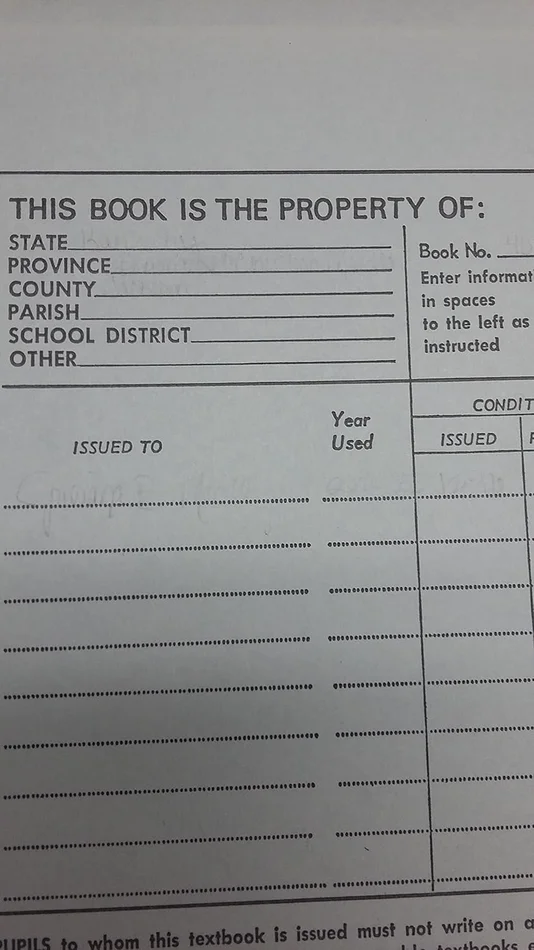 THIS BOOK IS THE PROPERTY OF:
STATE
PROVINCE
COUNTY
PARISH
SCHOOL DISTRICT
OTHER
Book No.
Enter informat
in spaces
to the left as
instructed
ISSUED TO
Year
Used
CONDIT
ISSUED
PUPILS to whom this textbook is issued must not write on a
textbooks